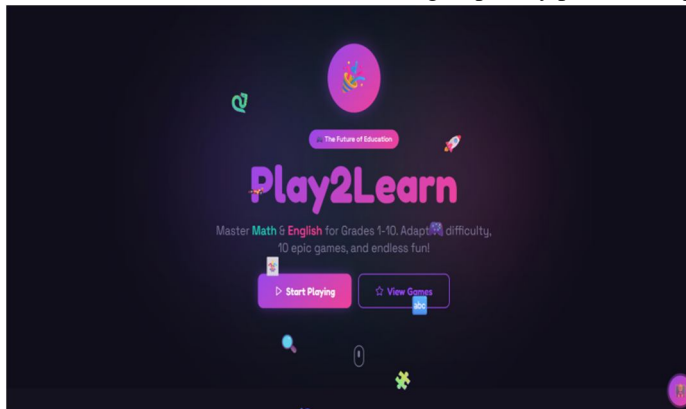 The Future of Education
Play2Learn
Master Math & English for Grades 1-10. Adaptive difficulty,
10 epic games, and endless fun!
Start Playing
View Games
abc